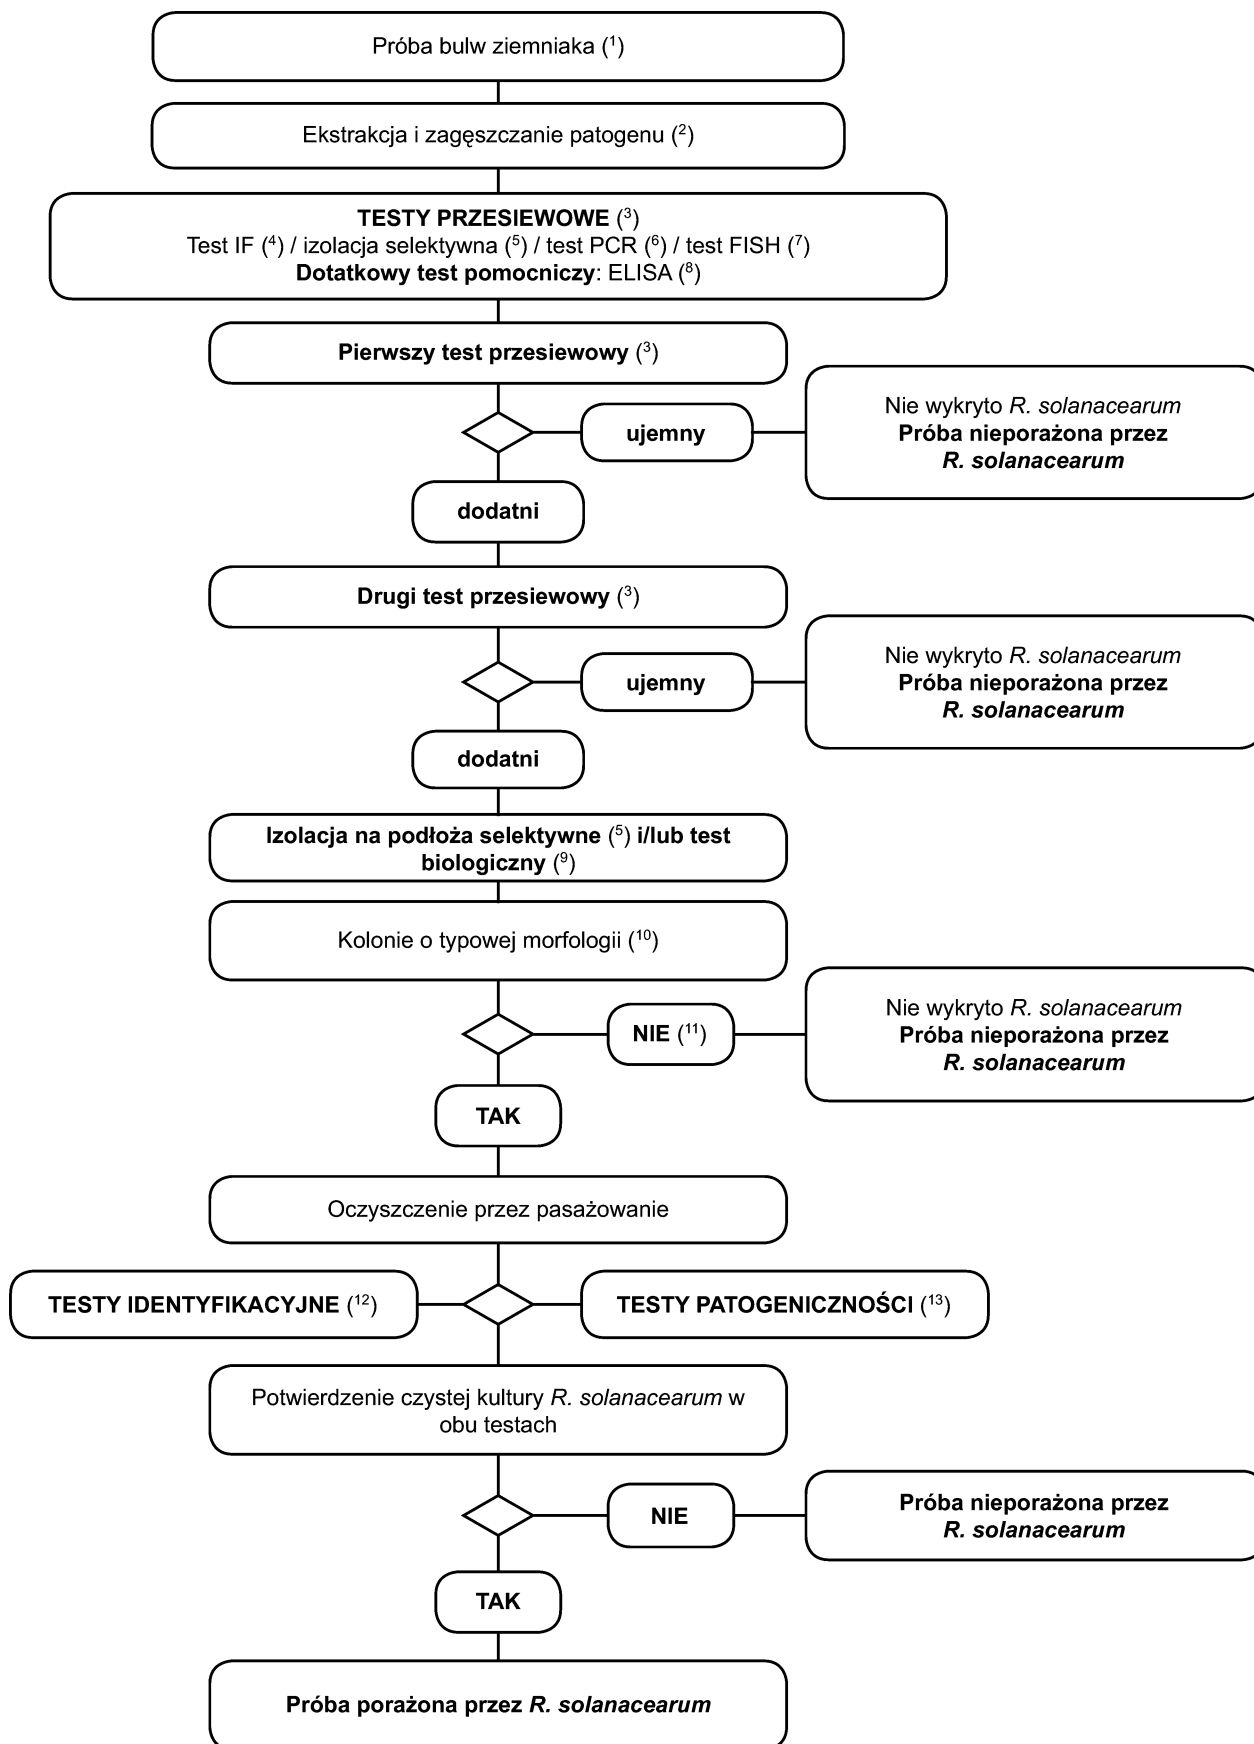 Próba bulw ziemniaka (¹)
Ekstrakcja i zagęszczanie patogenu (²)
TESTY PRZESIEWOWE (³)
Test IF (⁴) / izolacja selektywna (⁵) / test PCR (⁶) / test FISH (⁷)
Dotatkowy test pomocniczy: ELISA (⁸)
Pierwszy test przesiewowy (³)
ujemny
Nie wykryto R. solanacearum
Próba nieporażona przez
R. solanacearum
dodatni
Drugi test przesiewowy (³)
ujemny
Nie wykryto R. solanacearum
Próba nieporażona przez
R. solanacearum
dodatni
Izolacja na podłoża selektywne (⁵) i/lub test
biologiczny (⁹)
Kolonie o typowej morfologii (¹⁰)
NIE (¹¹)
Nie wykryto R. solanacearum
Próba nieporażona przez
R. solanacearum
TAK
Oczyszczenie przez pasażowanie
TESTY IDENTYFIKACYJNE (¹²)
TESTY PATOGENICZNOŚCI (¹³)
Potwierdzenie czystej kultury R. solanacearum w
obu testach
NIE
Próba nieporażona przez
R. solanacearum
TAK
Próba porażona przez R. solanacearum